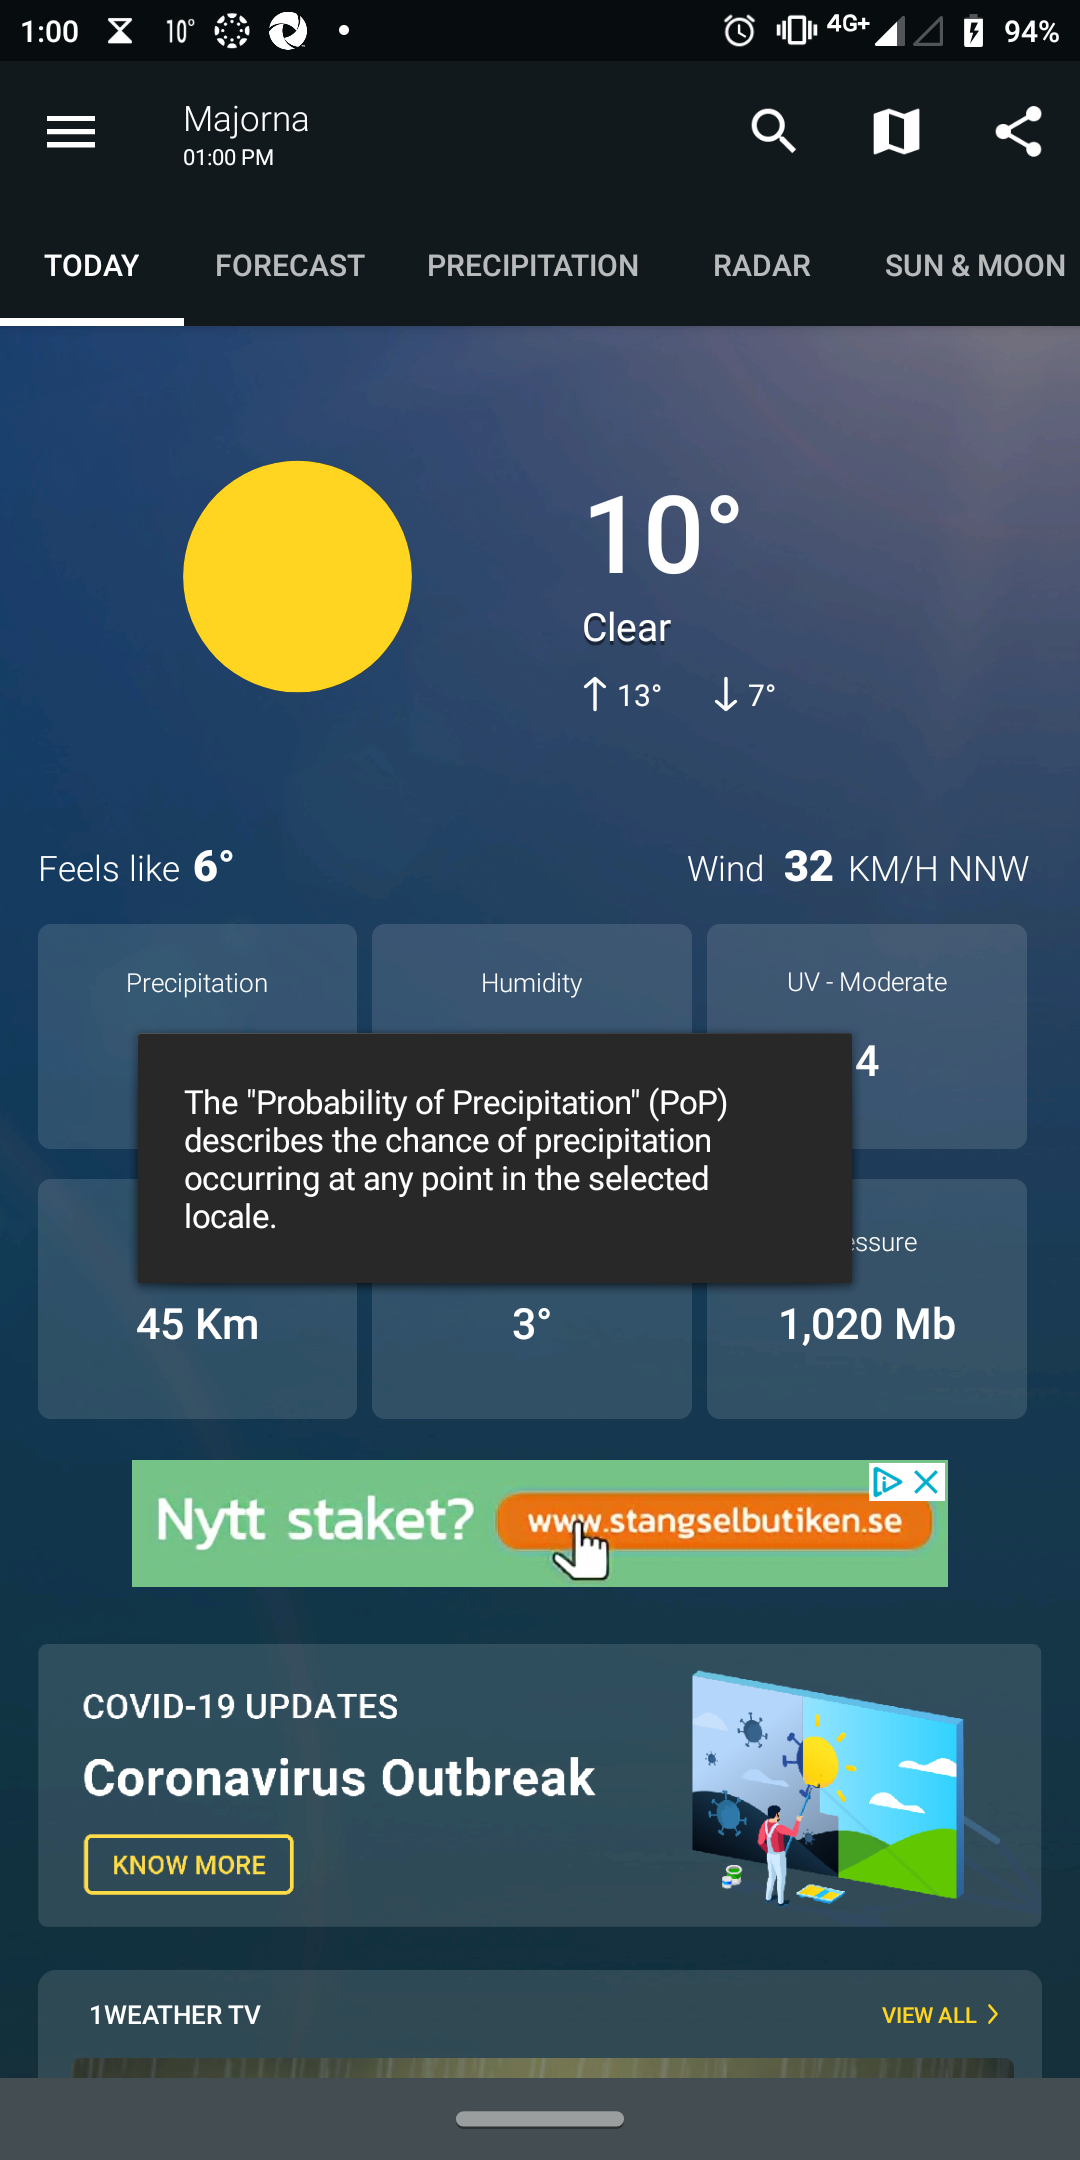 1:00 10° 4G+ 94%
Majorna
01:00 PM
TODAY FORECAST PRECIPITATION RADAR SUN & MOON
10°
Clear
↑ 13° ↓ 7°
Feels like 6° Wind 32 KM/H NNW
Precipitation Humidity UV - Moderate
4
The "Probability of Precipitation" (PoP)
describes the chance of precipitation
occurring at any point in the selected
locale.
essure
45 Km 3° 1,020 Mb
Nytt staket? www.stangselbutiken.se
COVID-19 UPDATES
Coronavirus Outbreak
KNOW MORE
1WEATHER TV VIEW ALL >